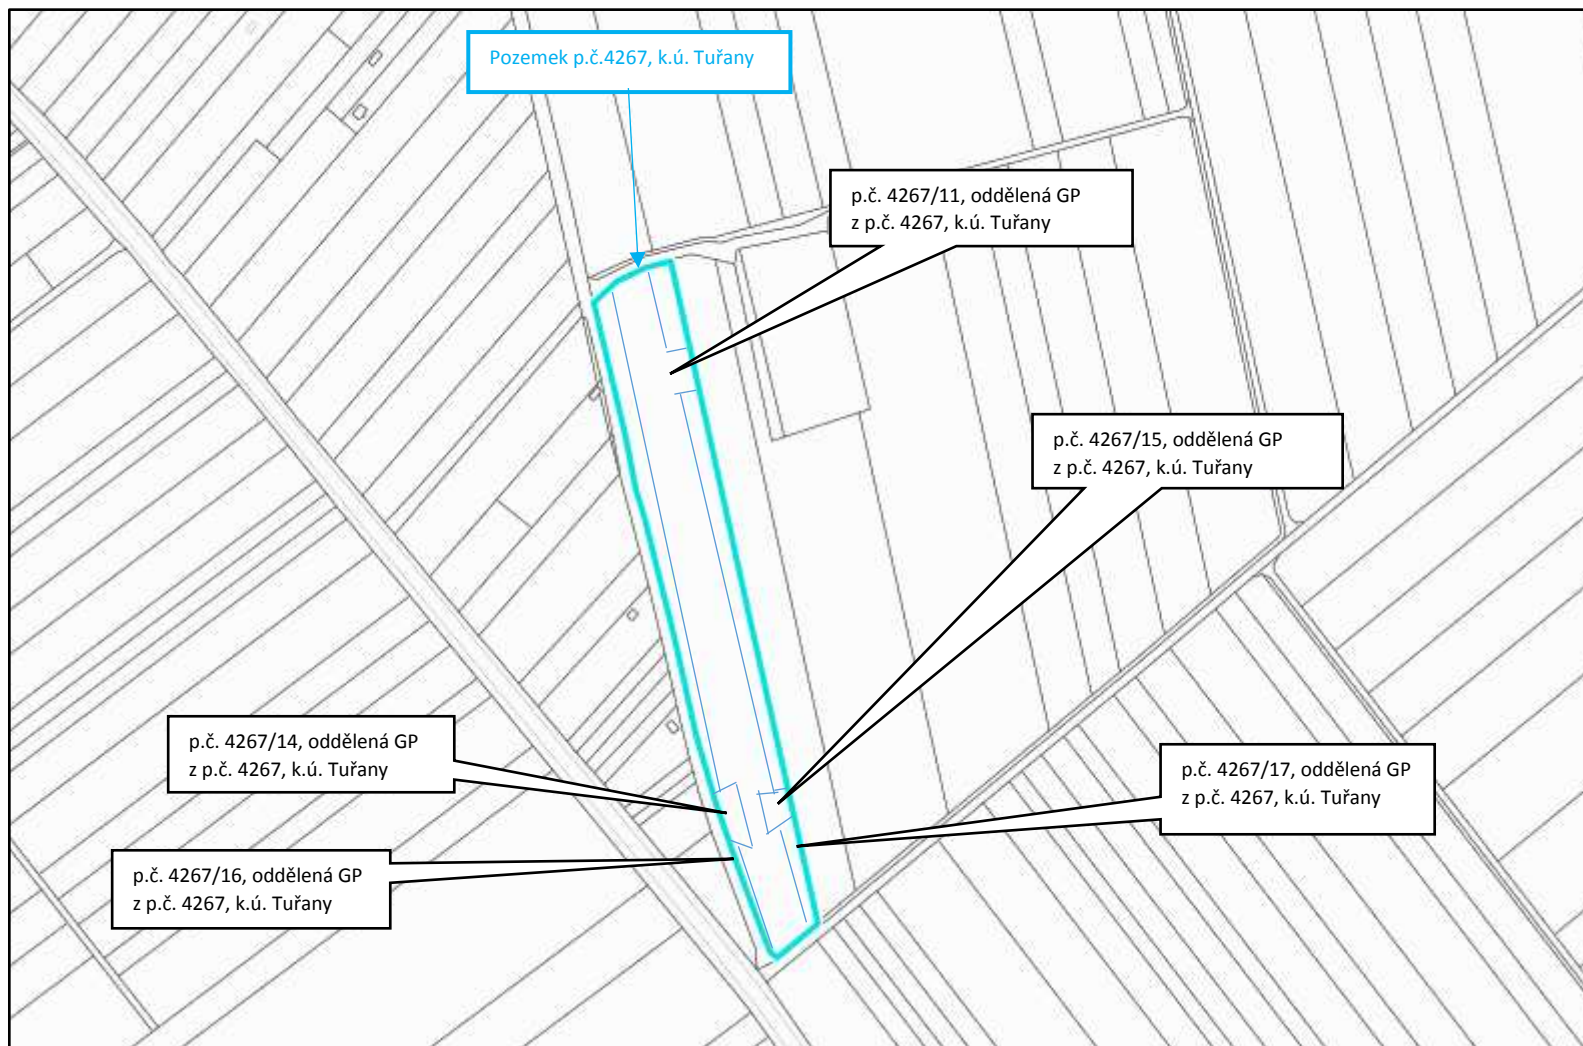 Pozemek p.č.4267, k.ú. Tuřany
p.č. 4267/11, oddělená GP
z p.č. 4267, k.ú. Tuřany
p.č. 4267/15, oddělená GP
z p.č. 4267, k.ú. Tuřany
p.č. 4267/14, oddělená GP
z p.č. 4267, k.ú. Tuřany
p.č. 4267/17, oddělená GP
z p.č. 4267, k.ú. Tuřany
p.č. 4267/16, oddělená GP
z p.č. 4267, k.ú. Tuřany